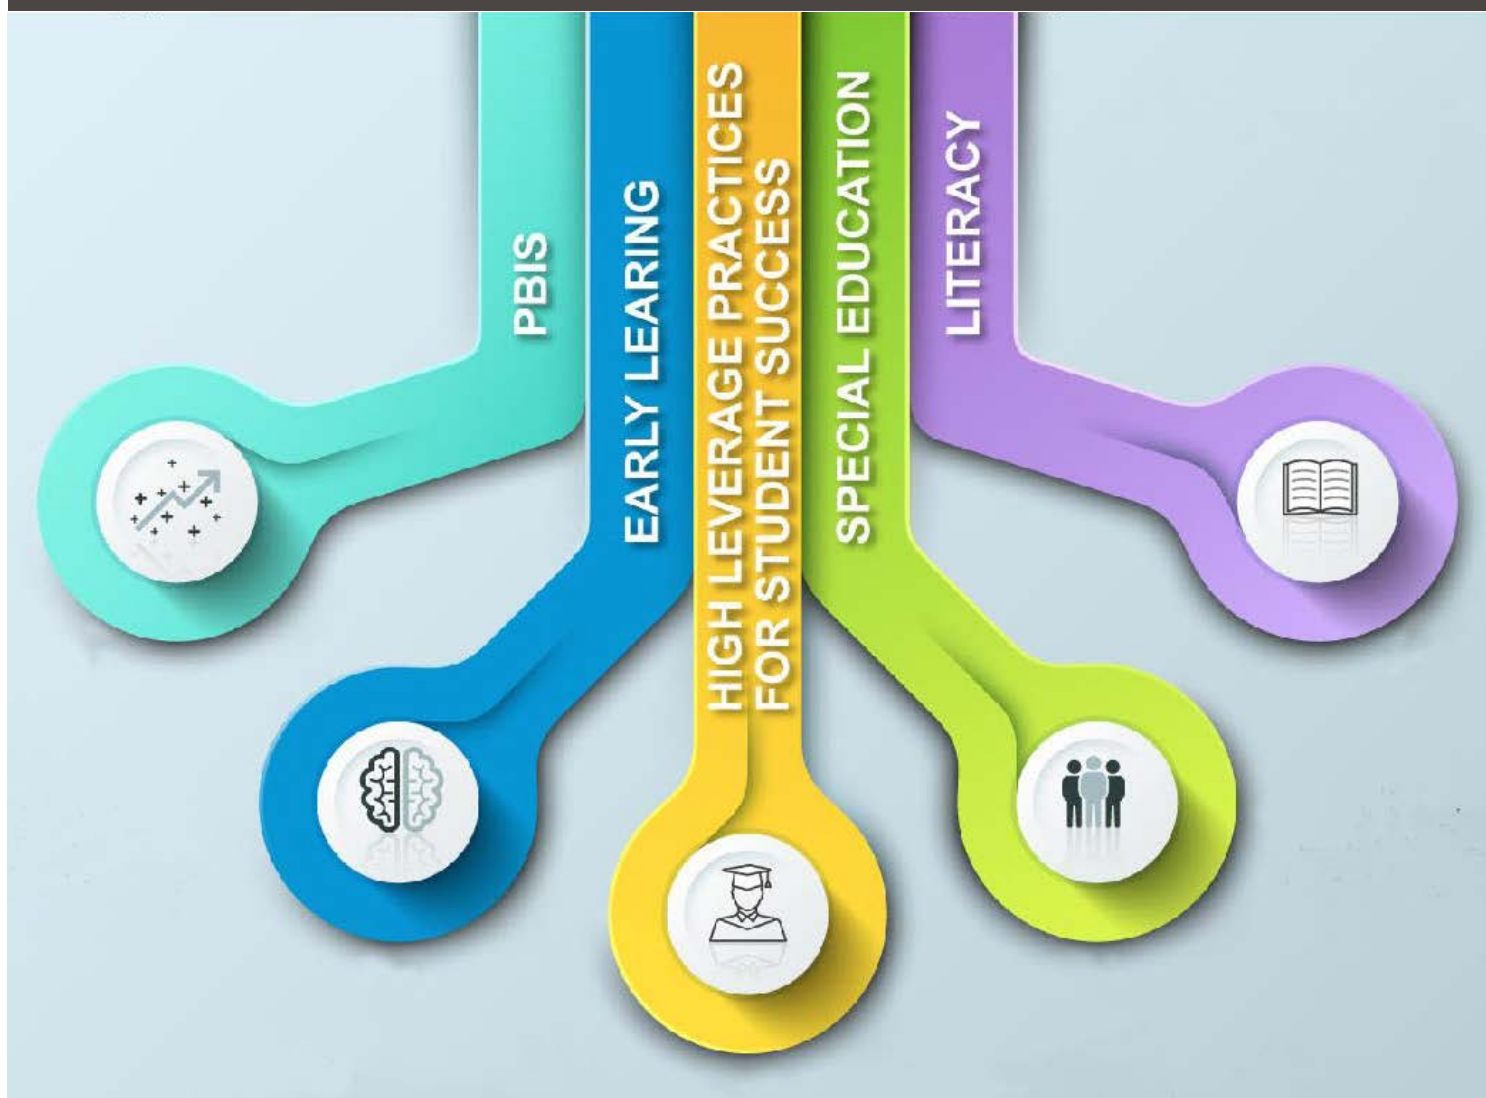 PBIS
EARLY LEARING
HIGH LEVERAGE PRACTICES
FOR STUDENT SUCCESS
SPECIAL EDUCATION
LITERACY